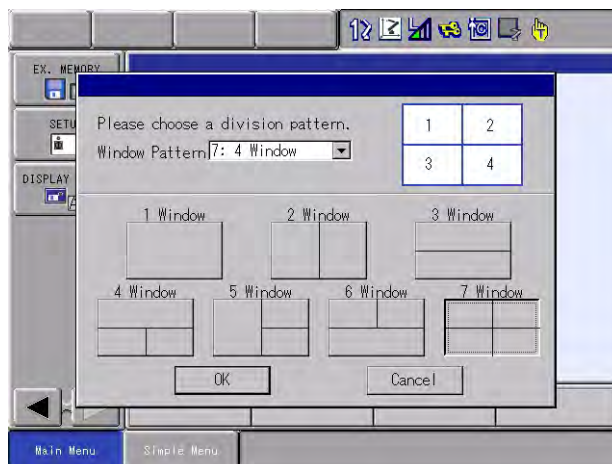 EX. MEMORY
SETU
DISPLAY
Please choose a division pattern.
Window Pattern 7: 4 Window
1 2
3 4
1 Window 2 Window 3 Window
4 Window 5 Window 6 Window 7 Window
OK Cancel
Main Menu Simple Menu